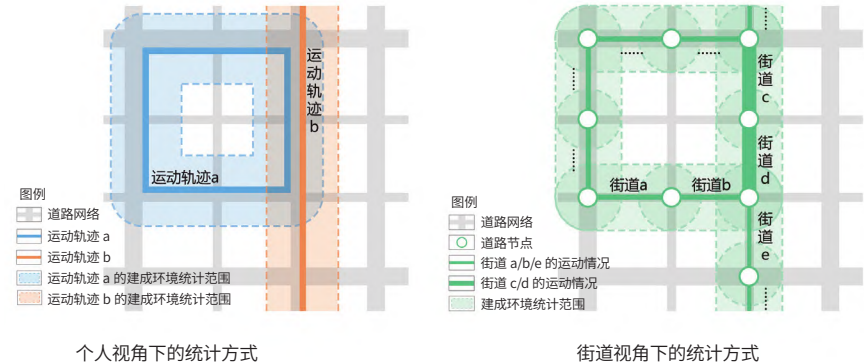 运动轨迹b
运动轨迹a
图例
道路网络
运动轨迹 a
运动轨迹 b
运动轨迹 a 的建成环境统计范围
运动轨迹 b 的建成环境统计范围
个人视角下的统计方式
......
......
......
街道c
......
......
街道d
街道a
街道b
街道e
......
图例
道路网络
道路节点
街道 a/b/e 的运动情况
街道 c/d 的运动情况
建成环境统计范围
街道视角下的统计方式